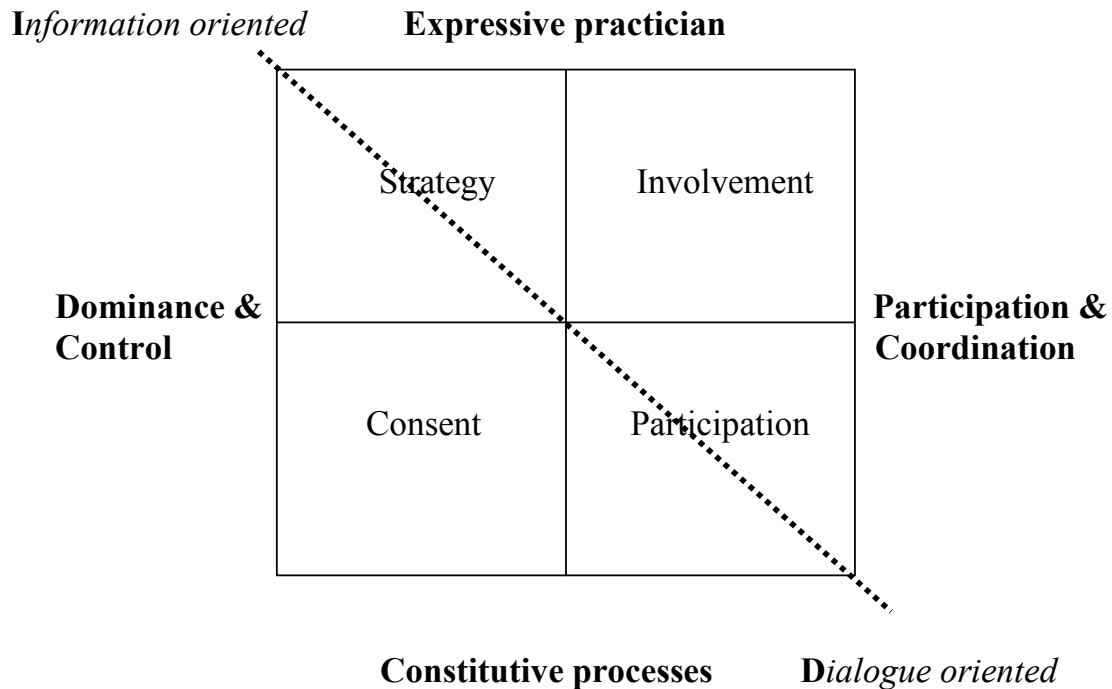 Information oriented
Expressive practician
Strategy
Involvement
Dominance &
Control
Participation &
Coordination
Consent
Participation
Constitutive processes
Dialogue oriented